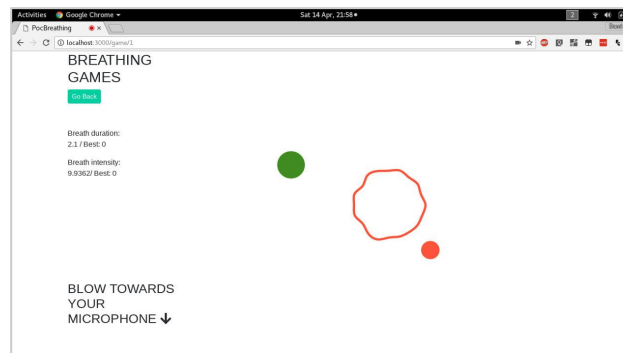 Activities Google Chrome Sat 14 Apr, 21:58 2
PocBreathing
localhost:3000/game/1
BREATHING
GAMES
Go Back
Breath duration:
2.1 / Best: 0
Breath intensity:
9.9362/ Best: 0
BLOW TOWARDS
YOUR
MICROPHONE